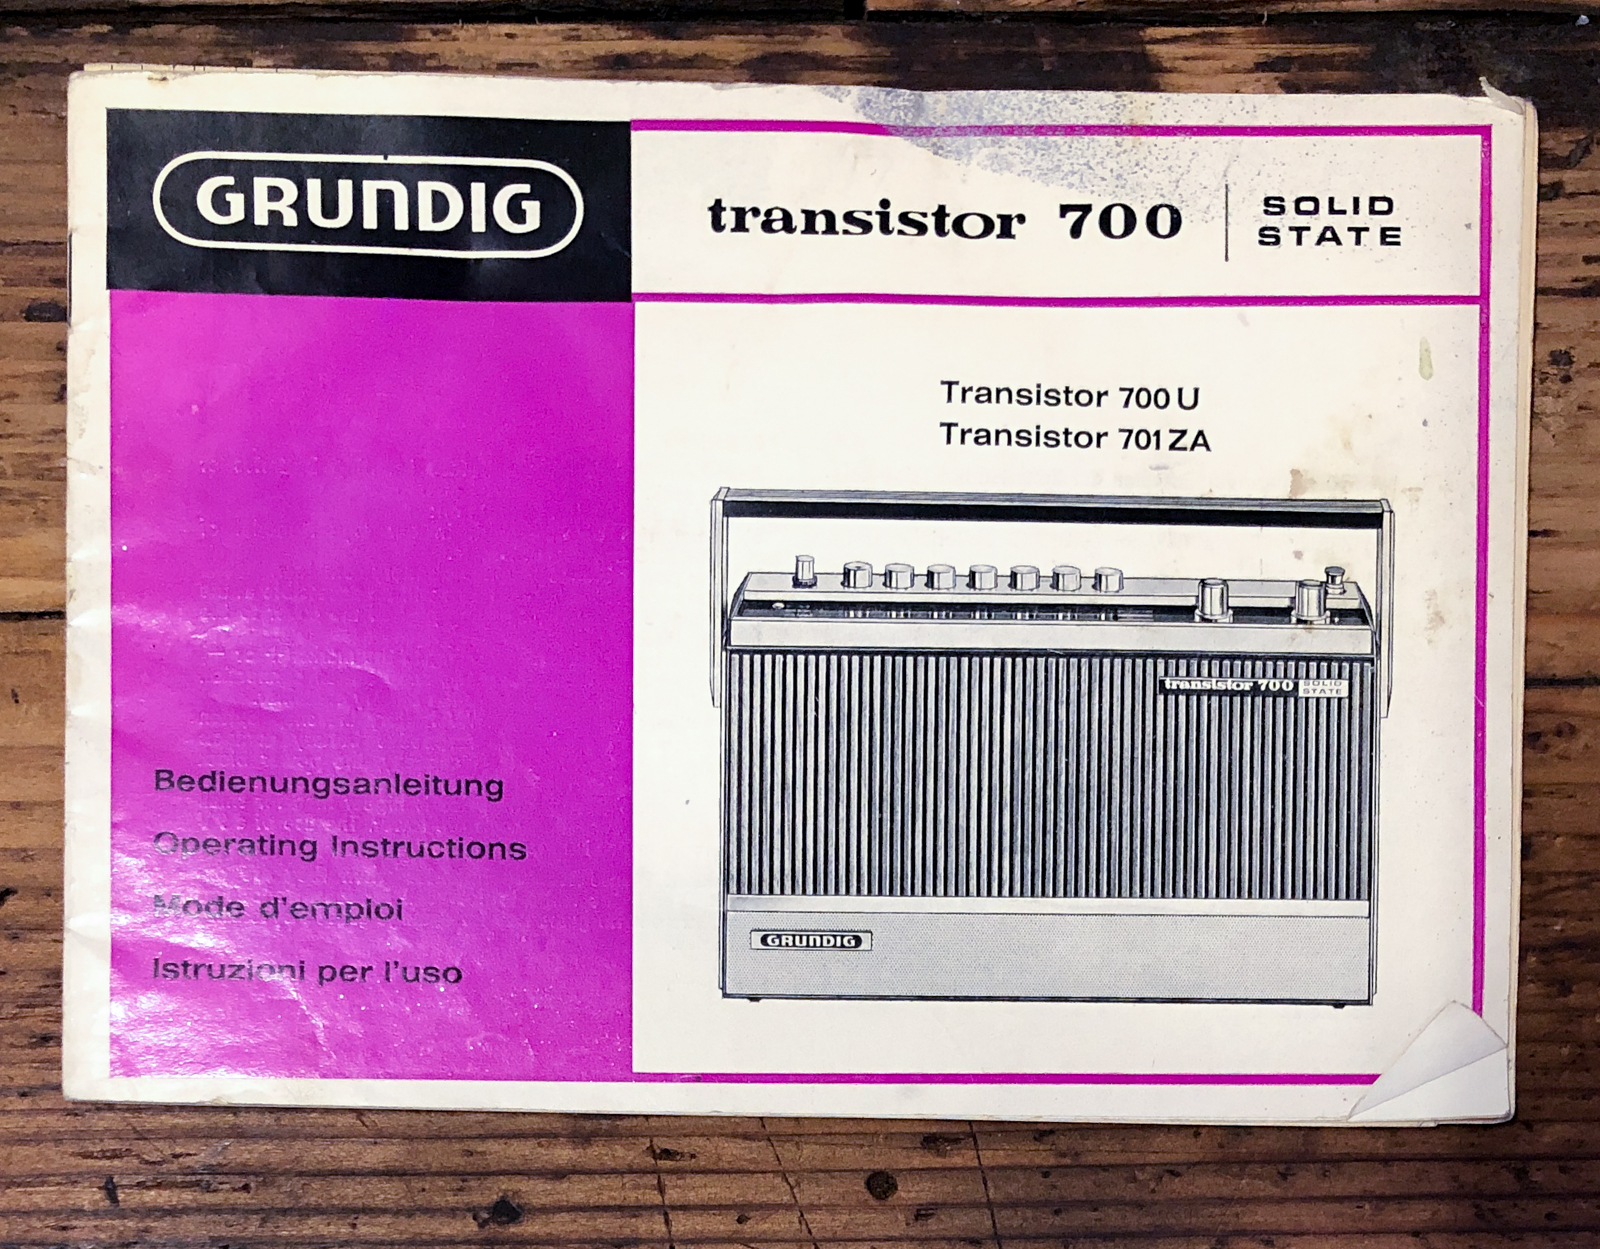 GRUNDIG
transistor 700
SOLID
STATE
Transistor 700 U
Transistor 701 ZA
transistor 700 SOLID
STATE
GRUNDIG
Bedienungsanleitung
Operating Instructions
Mode d'emploi
Istruzioni per l'uso